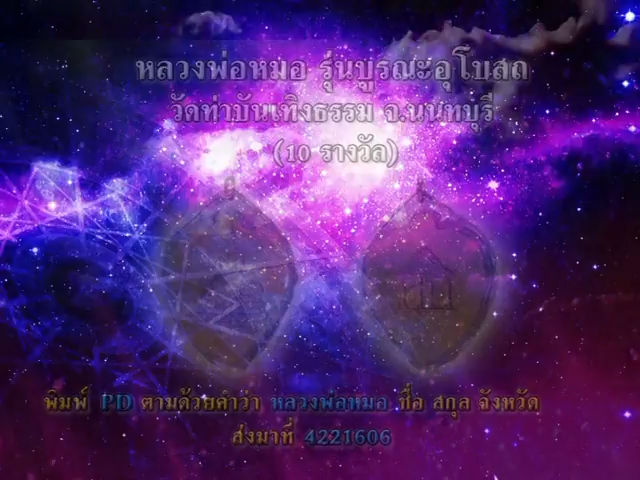 หลวงพ่อหมอ รุ่นบูรณะอุโบสถ
วัดท่าบันเทิงธรรม จ.นนทบุรี
(10 รางวัล)
พิมพ์ PD ตามด้วยคำว่า หลวงพ่อหมอ ชื่อ สกุล จังหวัด
ส่งมาที่ 4221606